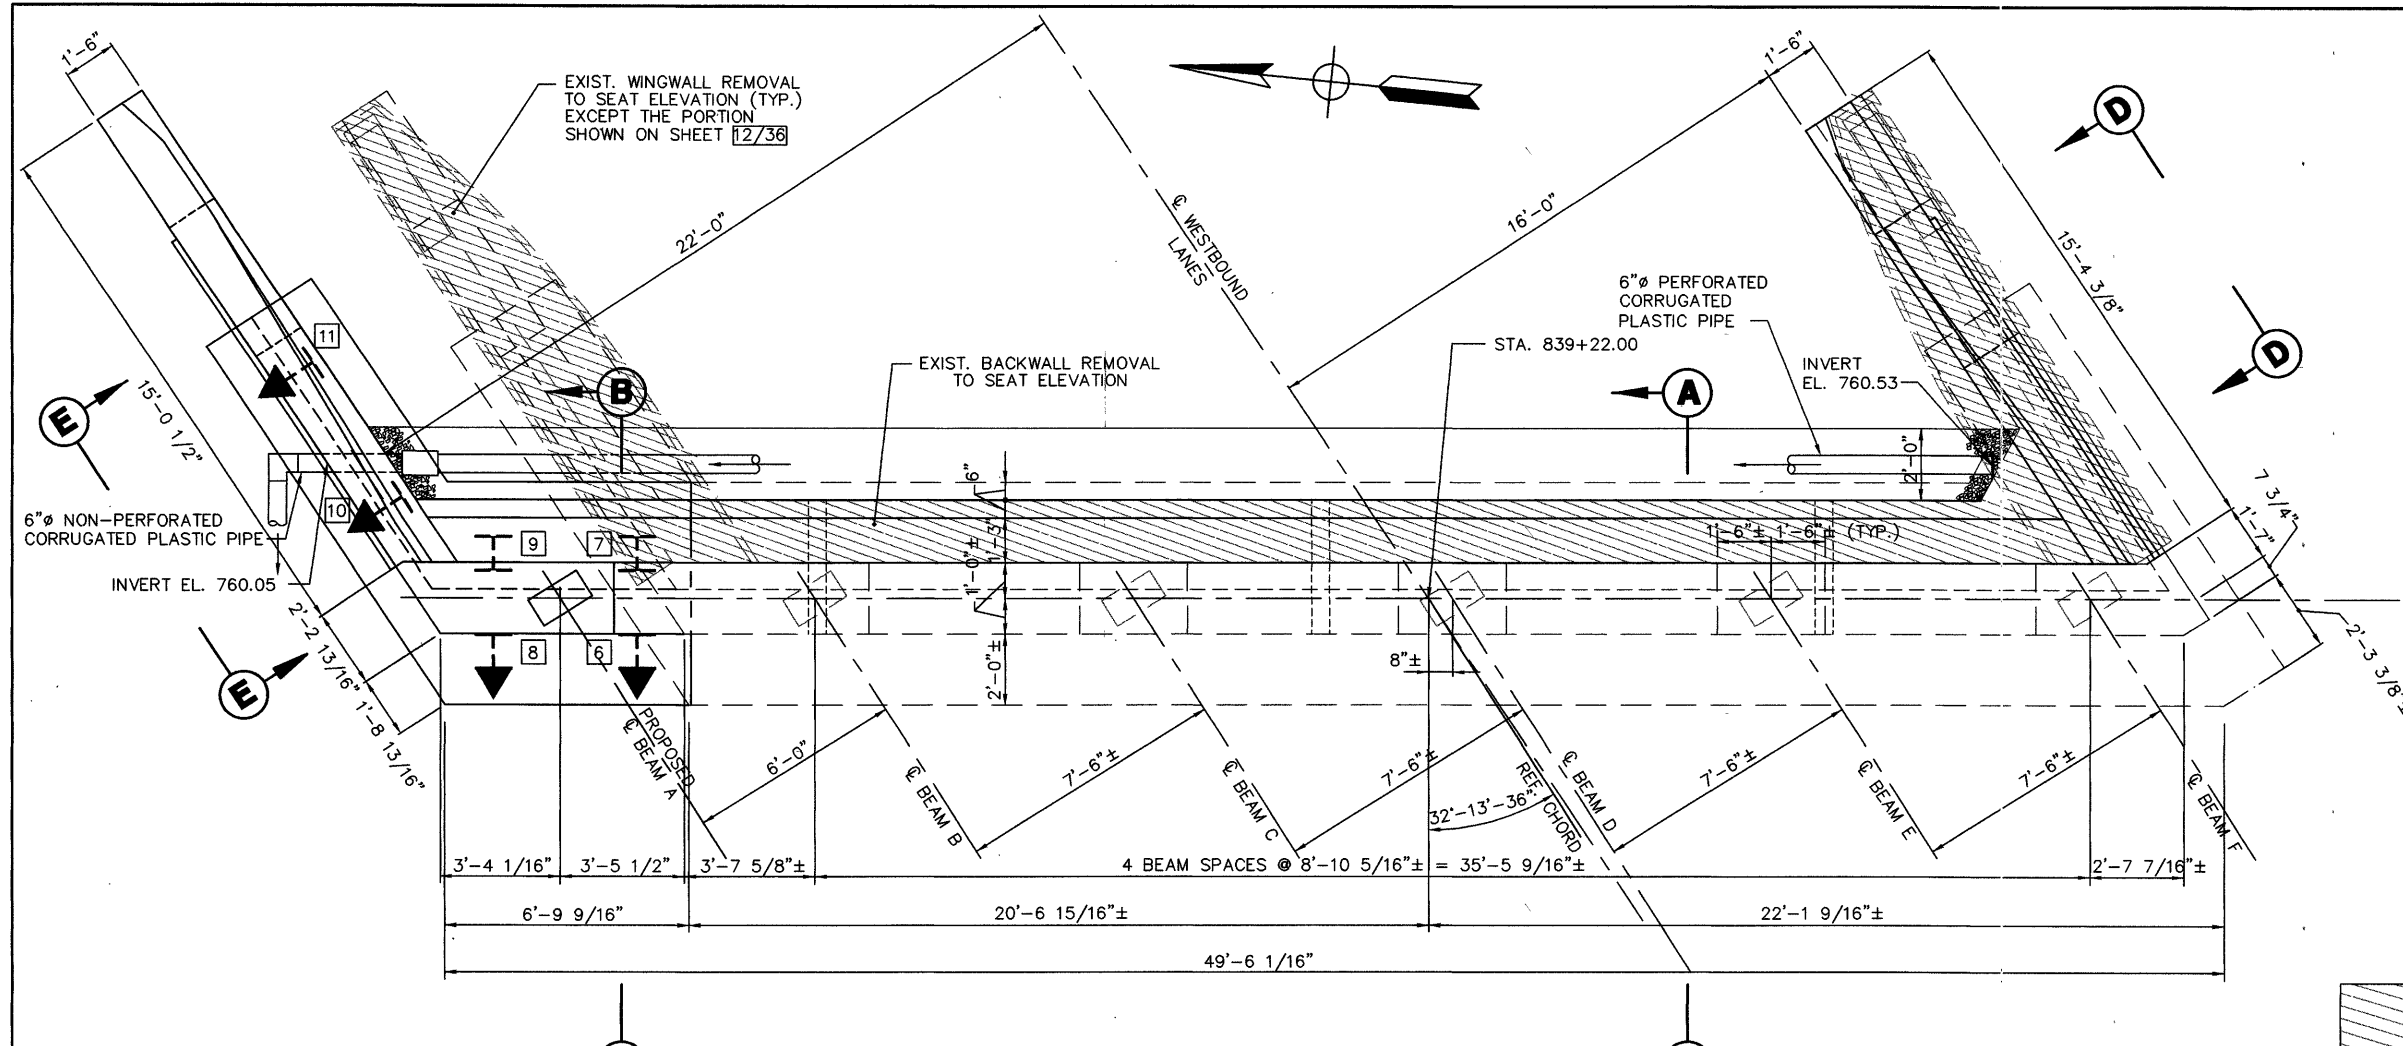 1'-6"
EXIST. WINGWALL REMOVAL
TO SEAT ELEVATION (TYP.)
EXCEPT THE PORTION
SHOWN ON SHEET 12/36
22'-0"
℄ WESTBOUND
LANES
16'-0"
1'-6"
D
15'-4 3/8"
D
6"ø PERFORATED
CORRUGATED
PLASTIC PIPE
STA. 839+22.00
INVERT
EL. 760.53
EXIST. BACKWALL REMOVAL
TO SEAT ELEVATION
11
E
15'-0 1/2"
B
A
2'-0"
6"
7 3/4"
1'-7"
10
6"ø NON-PERFORATED
CORRUGATED PLASTIC PIPE
9
7
1'-3"
1'-6"± 1'-6"± (TYP.)
INVERT EL. 760.05
1'-0"±
2'-2 13/16"
1'-8 13/16"
8
6
E
2'-0"±
8"±
2'-3 3/8"±
PROPOSED
℄ BEAM A
6'-0"
℄ BEAM B
7'-6"±
℄ BEAM C
7'-6"±
℄ BEAM D
REF. CHORD
32°-13'-36"
7'-6"±
℄ BEAM E
7'-6"±
℄ BEAM F
3'-4 1/16"
3'-5 1/2"
3'-7 5/8"±
4 BEAM SPACES @ 8'-10 5/16"± = 35'-5 9/16"±
2'-7 7/16"±
6'-9 9/16"
20'-6 15/16"±
22'-1 9/16"±
49'-6 1/16"